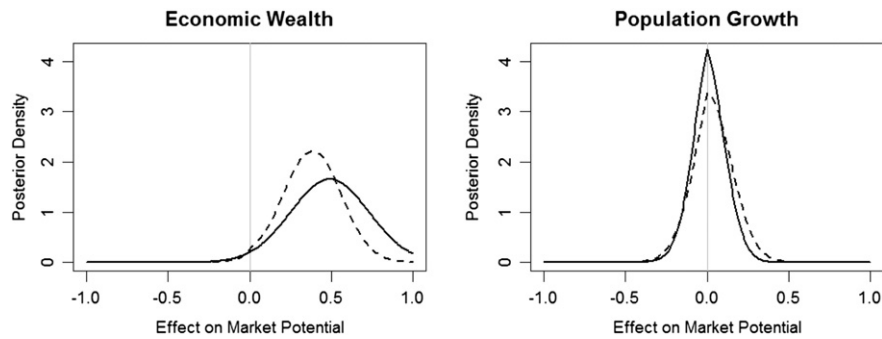 Economic Wealth
Posterior Density
4
3
2
1
0
-1.0 -0.5 0.0 0.5 1.0
Effect on Market Potential
Population Growth
Posterior Density
4
3
2
1
0
-1.0 -0.5 0.0 0.5 1.0
Effect on Market Potential